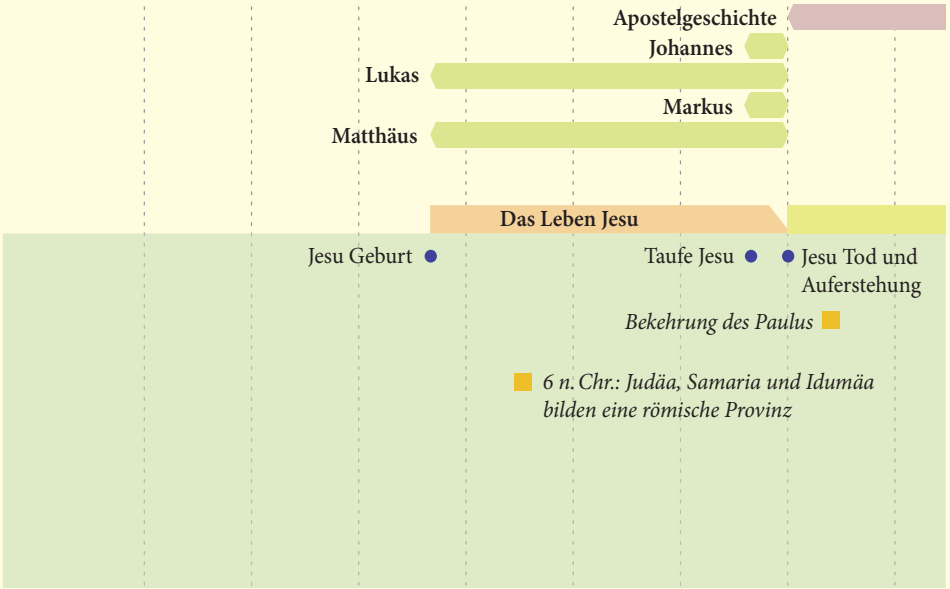 Apostelgeschichte
Johannes
Lukas
Markus
Matthäus
Das Leben Jesu
Jesu Geburt
Taufe Jesu
Jesu Tod und
Auferstehung
Bekehrung des Paulus
6 n. Chr.: Judäa, Samaria und Idumäa
bilden eine römische Provinz